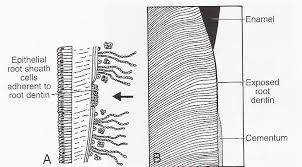 Epithelial
root sheath
cells
adherent to
root dentin
A
Enamel
Exposed
root
dentin
Cementum
B